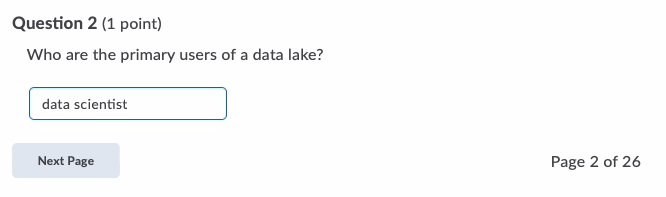 Question 2 (1 point)
Who are the primary users of a data lake?
data scientist
Next Page
Page 2 of 26